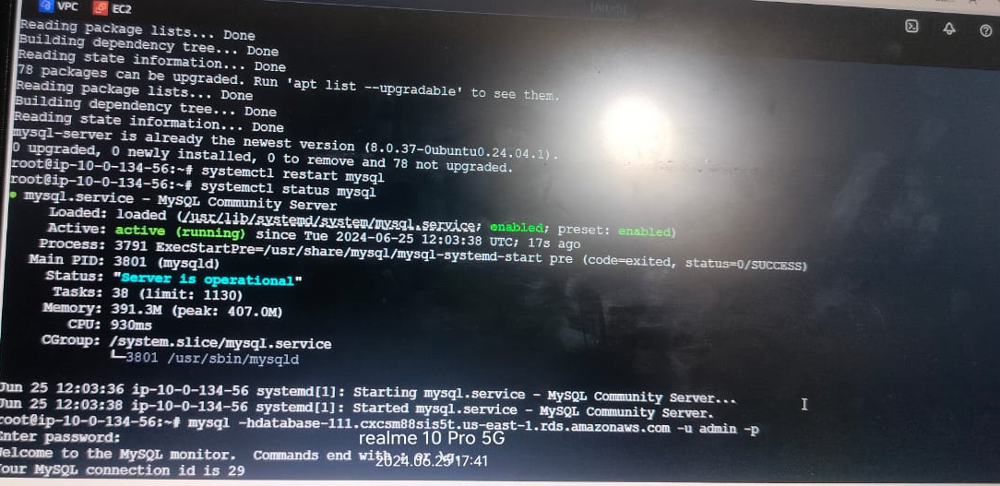 VPC EC2
Reading package lists... Done
Building dependency tree... Done
Reading state information... Done
78 packages can be upgraded. Run 'apt list --upgradable' to see them.
Reading package lists... Done
Building dependency tree... Done
Reading state information... Done
mysql-server is already the newest version (8.0.37-0ubuntu0.24.04.1).
0 upgraded, 0 newly installed, 0 to remove and 78 not upgraded.
root@ip-10-0-134-56:~# systemctl restart mysql
root@ip-10-0-134-56:~# systemctl status mysql
● mysql.service - MySQL Community Server
Loaded: loaded (/usr/lib/systemd/system/mysql.service; enabled; preset: enabled)
Active: active (running) since Tue 2024-06-25 12:03:38 UTC; 17s ago
Process: 3791 ExecStartPre=/usr/share/mysql/mysql-systemd-start pre (code=exited, status=0/SUCCESS)
Main PID: 3801 (mysqld)
Status: "Server is operational"
Tasks: 38 (limit: 1130)
Memory: 391.3M (peak: 407.0M)
CPU: 930ms
CGroup: /system.slice/mysql.service
└─3801 /usr/sbin/mysqld
Jun 25 12:03:36 ip-10-0-134-56 systemd[1]: Starting mysql.service - MySQL Community Server...
Jun 25 12:03:38 ip-10-0-134-56 systemd[1]: Started mysql.service - MySQL Community Server.
root@ip-10-0-134-56:~# mysql -hdatabase-111.cxcsm88sis5t.us-east-1.rds.amazonaws.com -u admin -p
Enter password:
realme 10 Pro 5G
Welcome to the MySQL monitor. Commands end with ; or \g.
2024.06.25 17:41
Your MySQL connection id is 29